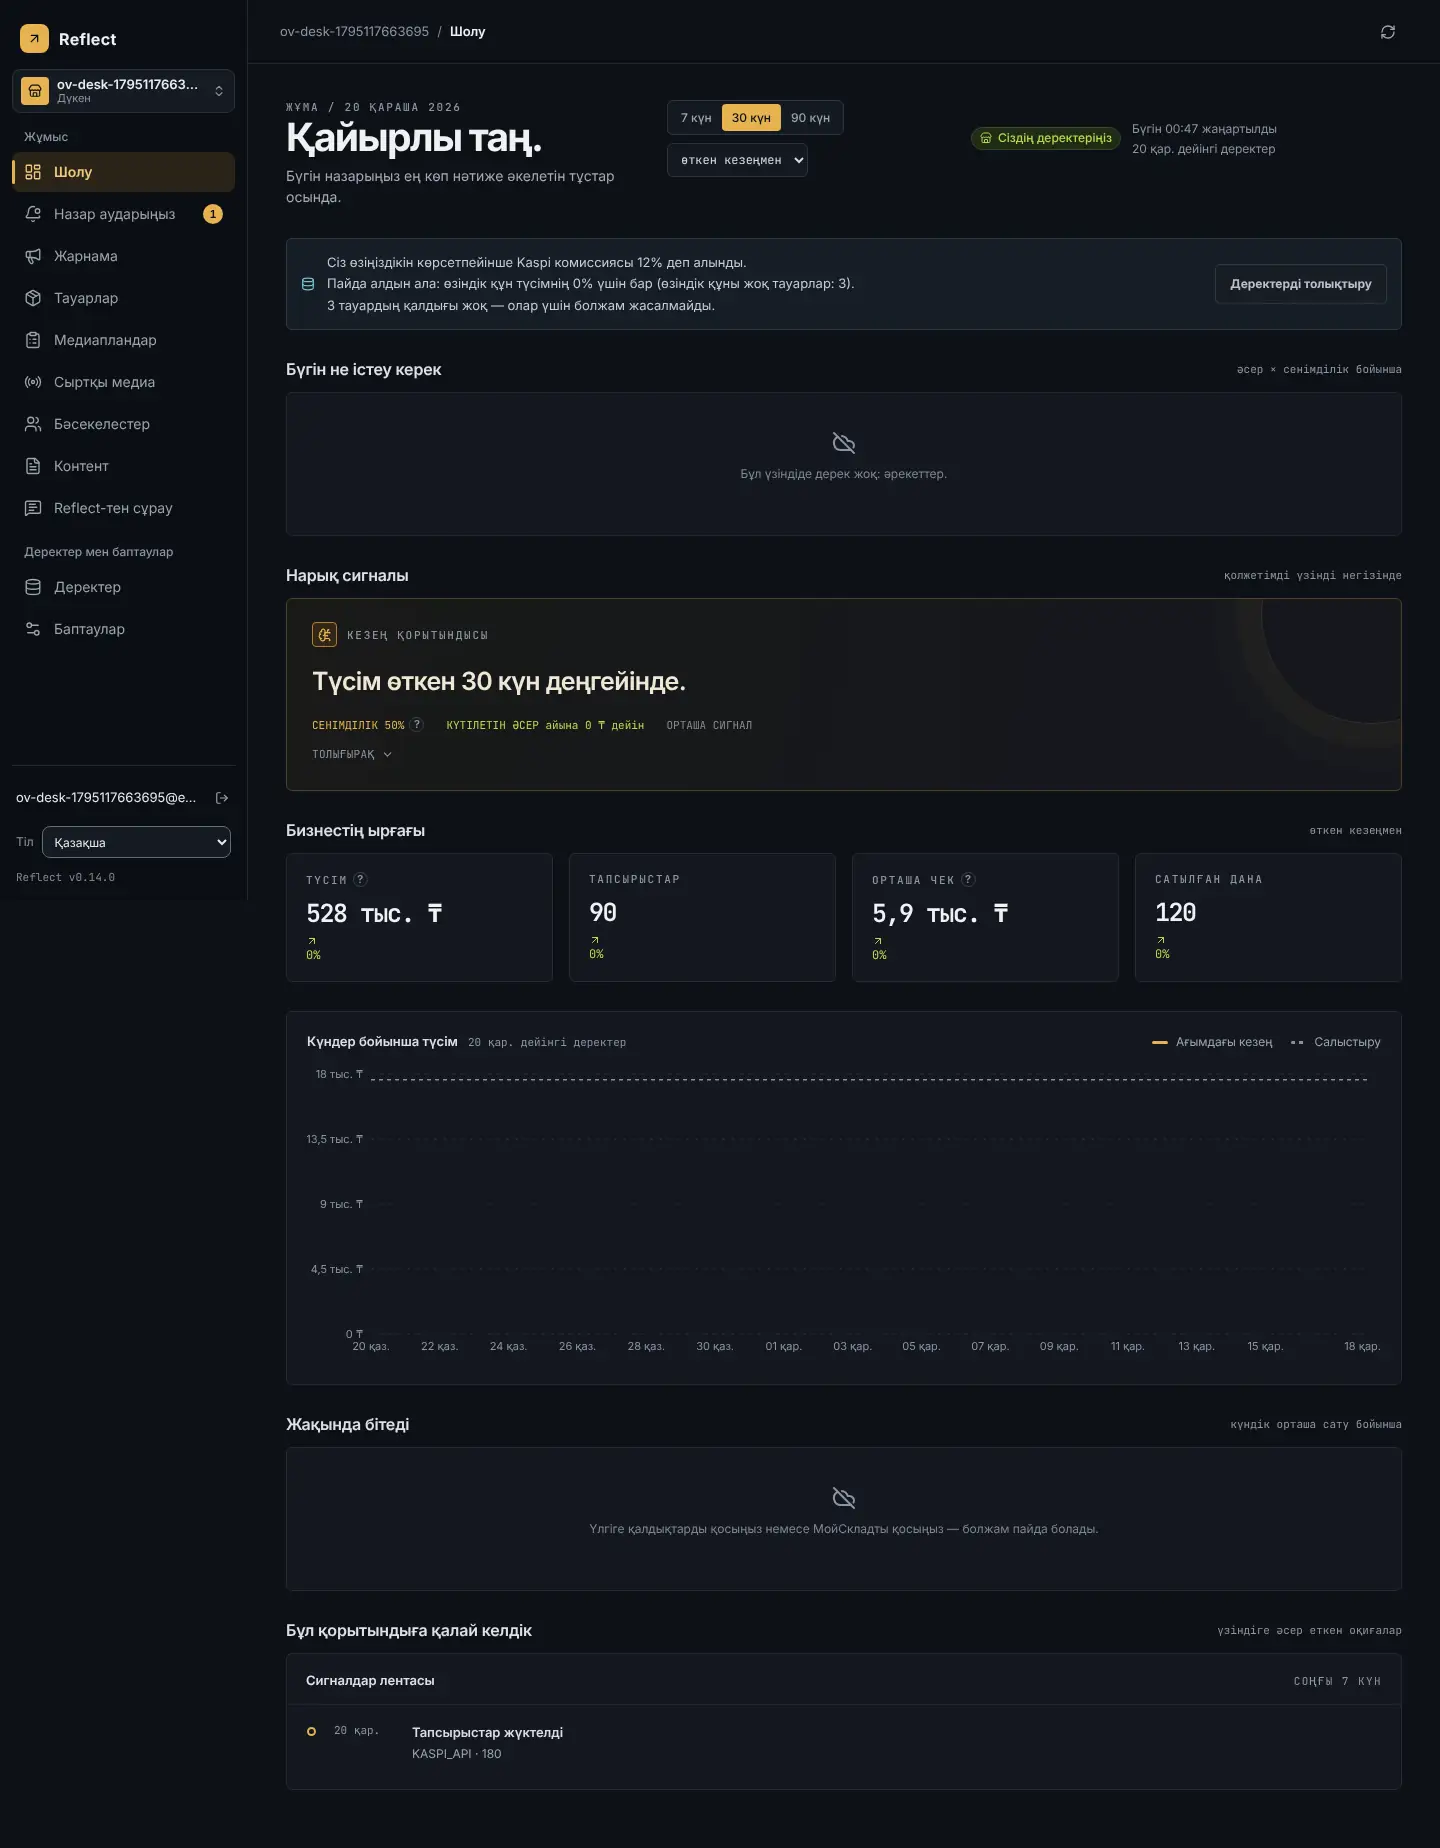 Reflect
ov-desk-1795117663...
Дүкен
Жұмыс
Шолу
Назар аударыңыз 1
Жарнама
Тауарлар
Медиапландар
Сыртқы медиа
Бәсекелестер
Контент
Reflect-тен сұрау
Деректер мен баптаулар
Деректер
Баптаулар
ov-desk-1795117663695@e...
Тіл Қазақша
Reflect v0.14.0
ov-desk-1795117663695 / Шолу
ЖҰМА / 20 ҚАРАША 2026
Қайырлы таң.
Бүгін назарыңыз ең көп нәтиже әкелетін тұстар
осында.
7 күн 30 күн 90 күн
өткен кезеңмен
Сіздің деректеріңіз
Бүгін 00:47 жаңартылды
20 қар. дейінгі деректер
Сіз өзіңіздікін көрсетпейінше Kaspi комиссиясы 12% деп алынды.
Пайда алдын ала: өзіндік құн түсімнің 0% үшін бар (өзіндік құны жоқ тауарлар: 3).
3 тауардың қалдығы жоқ — олар үшін болжам жасалмайды.
Деректерді толықтыру
Бүгін не істеу керек
әсер × сенімділік бойынша
Бұл үзіндіде дерек жоқ: әрекеттер.
Нарық сигналы
қолжетімді үзінді негізінде
КЕЗЕҢ ҚОРЫТЫНДЫСЫ
Түсім өткен 30 күн деңгейінде.
СЕНІМДІЛІК 50% ? КҮТІЛЕТІН ӘСЕР айына 0 ₸ дейін ОРТАША СИГНАЛ
ТОЛЫҒЫРАҚ
Бизнестің ырғағы
өткен кезеңмен
ТҮСІМ ?
528 тыс. ₸
0%
ТАПСЫРЫСТАР
90
0%
ОРТАША ЧЕК ?
5,9 тыс. ₸
0%
САТЫЛҒАН ДАНА
120
0%
Күндер бойынша түсім 20 қар. дейінгі деректер
Ағымдағы кезең Салыстыру
18 тыс. ₸
13,5 тыс. ₸
9 тыс. ₸
4,5 тыс. ₸
0 ₸
20 қаз. 22 қаз. 24 қаз. 26 қаз. 28 қаз. 30 қаз. 01 қар. 03 қар. 05 қар. 07 қар. 09 қар. 11 қар. 13 қар. 15 қар. 18 қар.
Жақында бітеді
күндік орташа сату бойынша
Үлгіге қалдықтарды қосыңыз немесе МойСкладты қосыңыз — болжам пайда болады.
Бұл қорытындыға қалай келдік
үзіндіге әсер еткен оқиғалар
Сигналдар лентасы
СОҢҒЫ 7 КҮН
20 қар. Тапсырыстар жүктелді
KASPI_API · 180